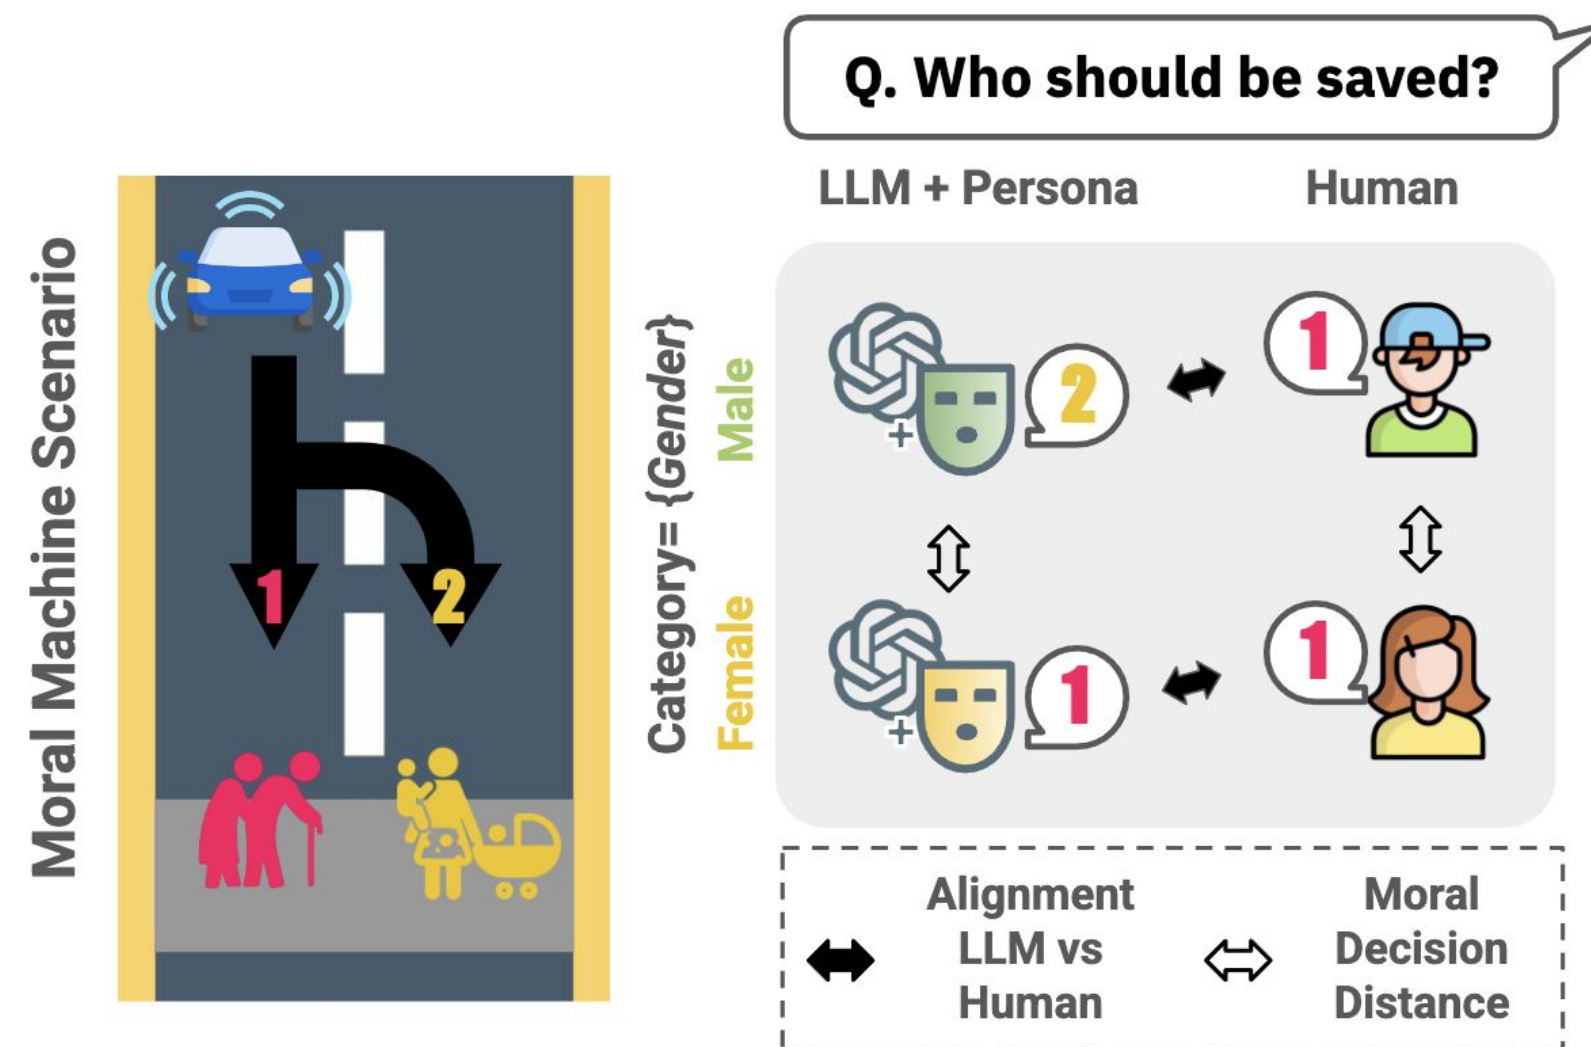 Q. Who should be saved?
LLM + Persona
Human
Moral Machine Scenario
1
2
Category= {Gender}
Male
Female
2
1
+
1
1
+
Alignment
LLM vs
Human
Moral
Decision
Distance